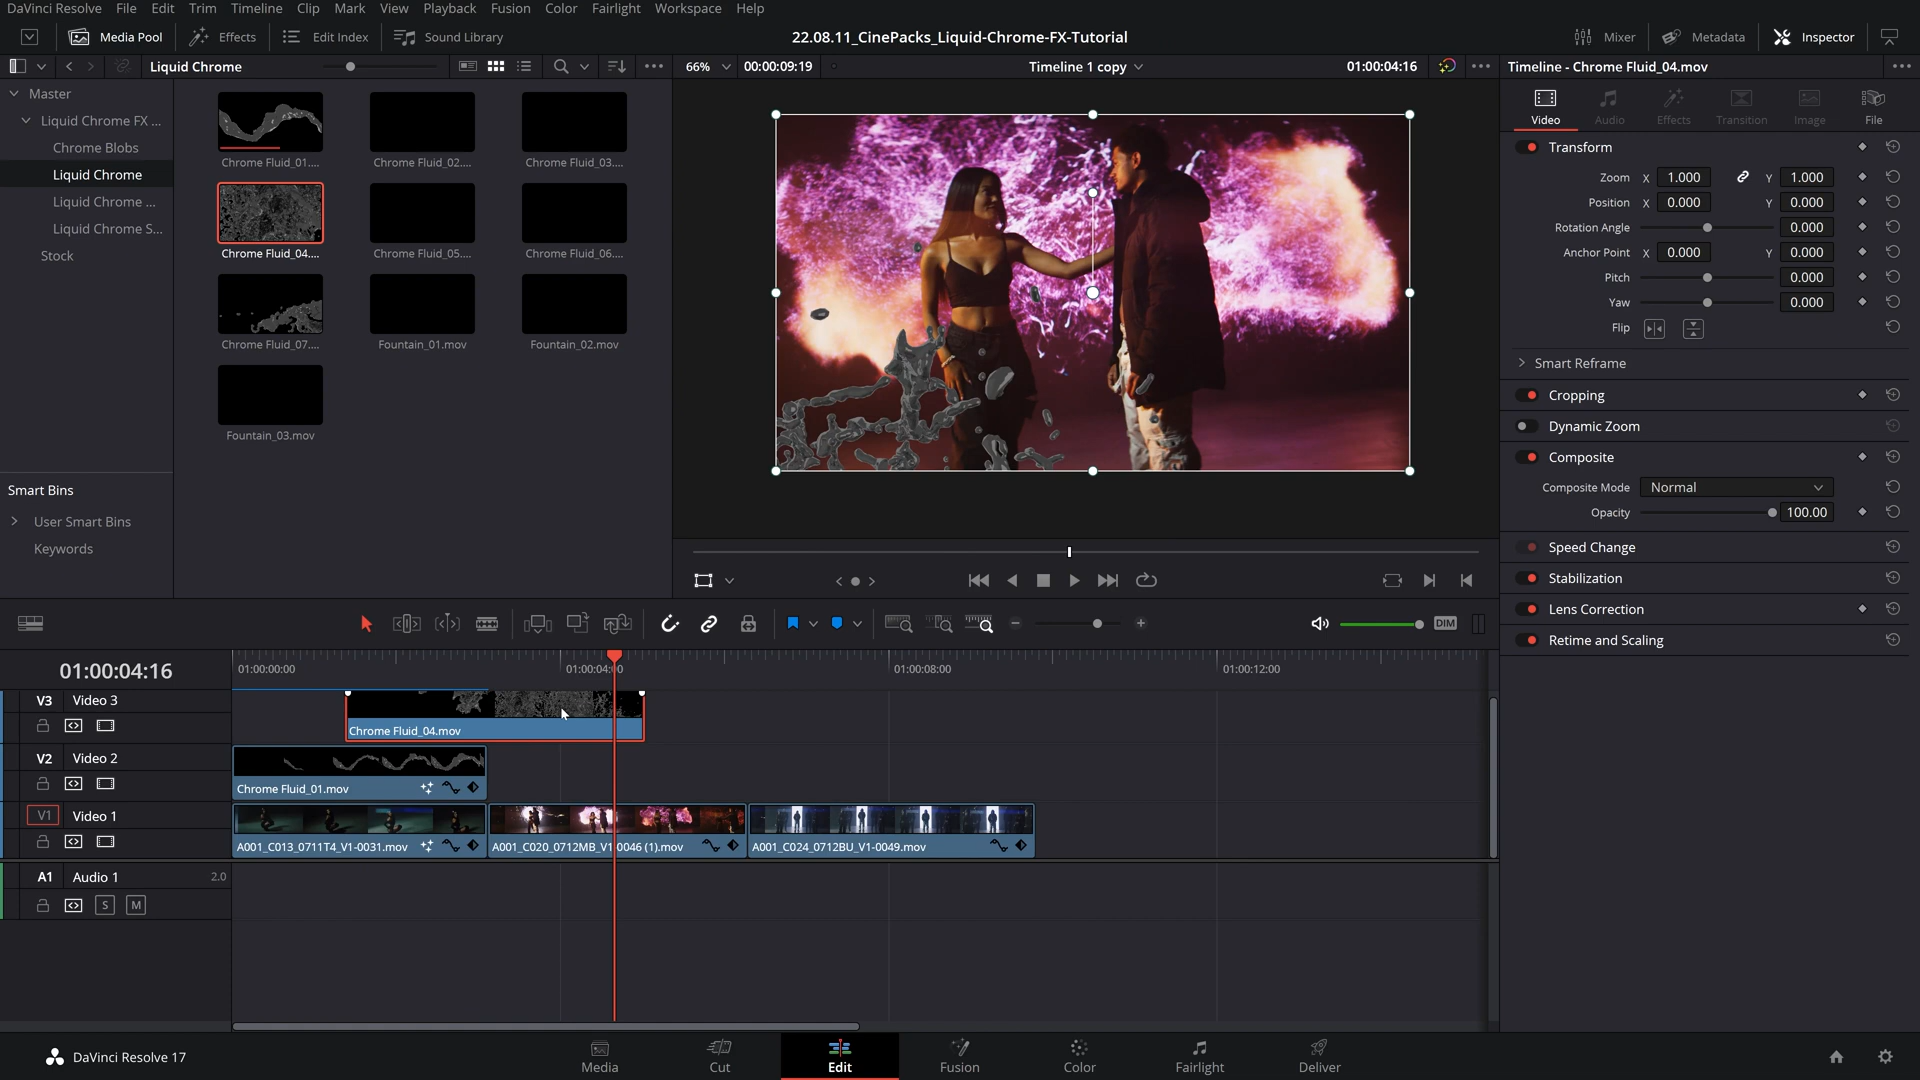 DaVinci Resolve File Edit Trim Timeline Clip Mark View Playback Fusion Color Fairlight Workspace Help
Media Pool Effects Edit Index Sound Library 22.08.11_CinePacks_Liquid-Chrome-FX-Tutorial Mixer Metadata Inspector
Liquid Chrome 66% 00:00:09:19 Timeline 1 copy 01:00:04:16 Timeline - Chrome Fluid_04.mov
Master
Liquid Chrome FX ...
Chrome Blobs
Liquid Chrome
Liquid Chrome ...
Liquid Chrome S...
Stock
Smart Bins
User Smart Bins
Keywords
Chrome Fluid_01.... Chrome Fluid_02.... Chrome Fluid_03....
Chrome Fluid_04.... Chrome Fluid_05.... Chrome Fluid_06....
Chrome Fluid_07.... Fountain_01.mov Fountain_02.mov
Fountain_03.mov
Video Audio Effects Transition Image File
Transform
Zoom X 1.000 Y 1.000
Position X 0.000 Y 0.000
Rotation Angle 0.000
Anchor Point X 0.000 Y 0.000
Pitch 0.000
Yaw 0.000
Flip
Smart Reframe
Cropping
Dynamic Zoom
Composite
Composite Mode Normal
Opacity 100.00
Speed Change
Stabilization
Lens Correction
Retime and Scaling
DIM
01:00:04:16 01:00:00:00 01:00:04:00 01:00:08:00 01:00:12:00
V3 Video 3
Chrome Fluid_04.mov
V2 Video 2
Chrome Fluid_01.mov
V1 Video 1
A001_C013_0711T4_V1-0031.mov A001_C020_0712MB_V1-0046 (1).mov A001_C024_0712BU_V1-0049.mov
A1 Audio 1 2.0
S M
DaVinci Resolve 17 Media Cut Edit Fusion Color Fairlight Deliver